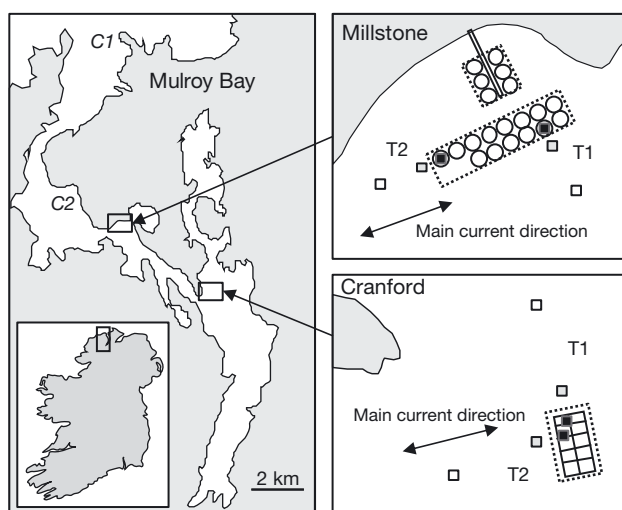 C1
Mulroy Bay
C2
2 km
Millstone
T2
T1
Main current direction
Cranford
T1
Main current direction
T2